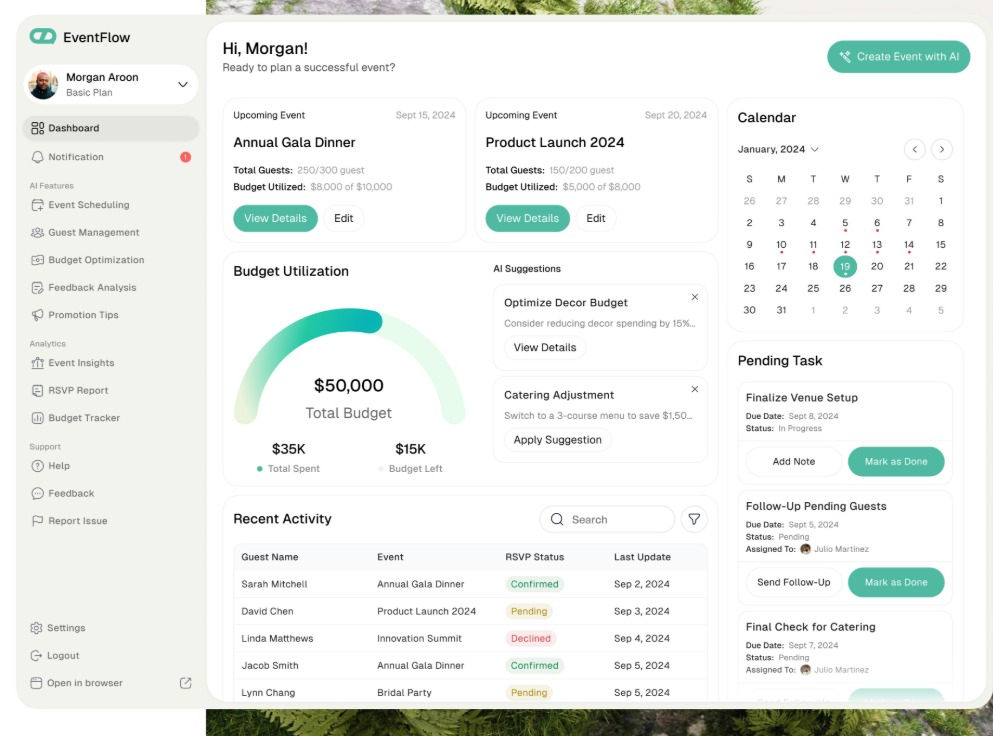 EventFlow
Morgan Aroon
Basic Plan
Dashboard
Notification
!
AI Features
Event Scheduling
Guest Management
Budget Optimization
Feedback Analysis
Promotion Tips
Analytics
Event Insights
RSVP Report
Budget Tracker
Support
Help
Feedback
Report Issue
Settings
Logout
Open in browser
Hi, Morgan!
Ready to plan a successful event?
Create Event with AI
Upcoming Event Sept 15, 2024
Annual Gala Dinner
Total Guests: 250/300 guest
Budget Utilized: $8,000 of $10,000
View Details Edit
Upcoming Event Sept 20, 2024
Product Launch 2024
Total Guests: 150/200 guest
Budget Utilized: $5,000 of $8,000
View Details Edit
Budget Utilization
$50,000
Total Budget
$35K $15K
Total Spent Budget Left
AI Suggestions
Optimize Decor Budget
Consider reducing decor spending by 15%...
View Details
Catering Adjustment
Switch to a 3-course menu to save $1,50...
Apply Suggestion
Recent Activity
Search
Guest Name Event RSVP Status Last Update
Sarah Mitchell Annual Gala Dinner Confirmed Sep 2, 2024
David Chen Product Launch 2024 Pending Sep 3, 2024
Linda Matthews Innovation Summit Declined Sep 4, 2024
Jacob Smith Annual Gala Dinner Confirmed Sep 5, 2024
Lynn Chang Bridal Party Pending Sep 5, 2024
Calendar
January, 2024
S M T W T F S
26 27 28 29 30 31 1
2 3 4 5 6 7 8
9 10 11 12 13 14 15
16 17 18 19 20 21 22
23 24 25 26 27 28 29
30 31 1 2 3 4 5
Pending Task
Finalize Venue Setup
Due Date: Sept 8, 2024
Status: In Progress
Add Note Mark as Done
Follow-Up Pending Guests
Due Date: Sept 5, 2024
Status: Pending
Assigned To: Julio Martinez
Send Follow-Up Mark as Done
Final Check for Catering
Due Date: Sept 7, 2024
Status: Pending
Assigned To: Julio Martinez